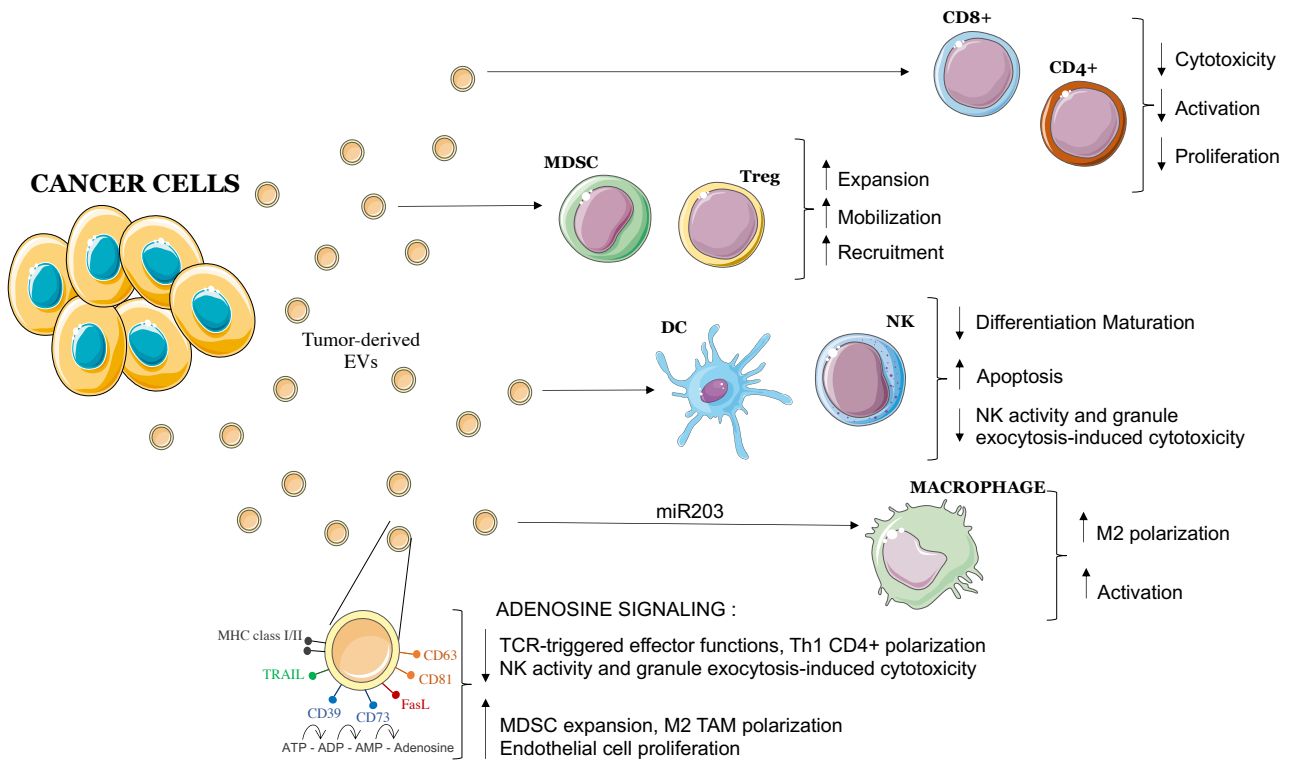 CD8+
CD4+
Cytotoxicity
Activation
Proliferation
MDSC
Treg
Expansion
Mobilization
Recruitment
CANCER CELLS
Tumor-derived
EVs
DC
NK
Differentiation Maturation
Apoptosis
NK activity and granule
exocytosis-induced cytotoxicity
MACROPHAGE
miR203
M2 polarization
Activation
ADENOSINE SIGNALING :
TCR-triggered effector functions, Th1 CD4+ polarization
NK activity and granule exocytosis-induced cytotoxicity
MDSC expansion, M2 TAM polarization
Endothelial cell proliferation
MHC class I/II
CD63
TRAIL
CD81
FasL
CD39
CD73
ATP - ADP - AMP - Adenosine